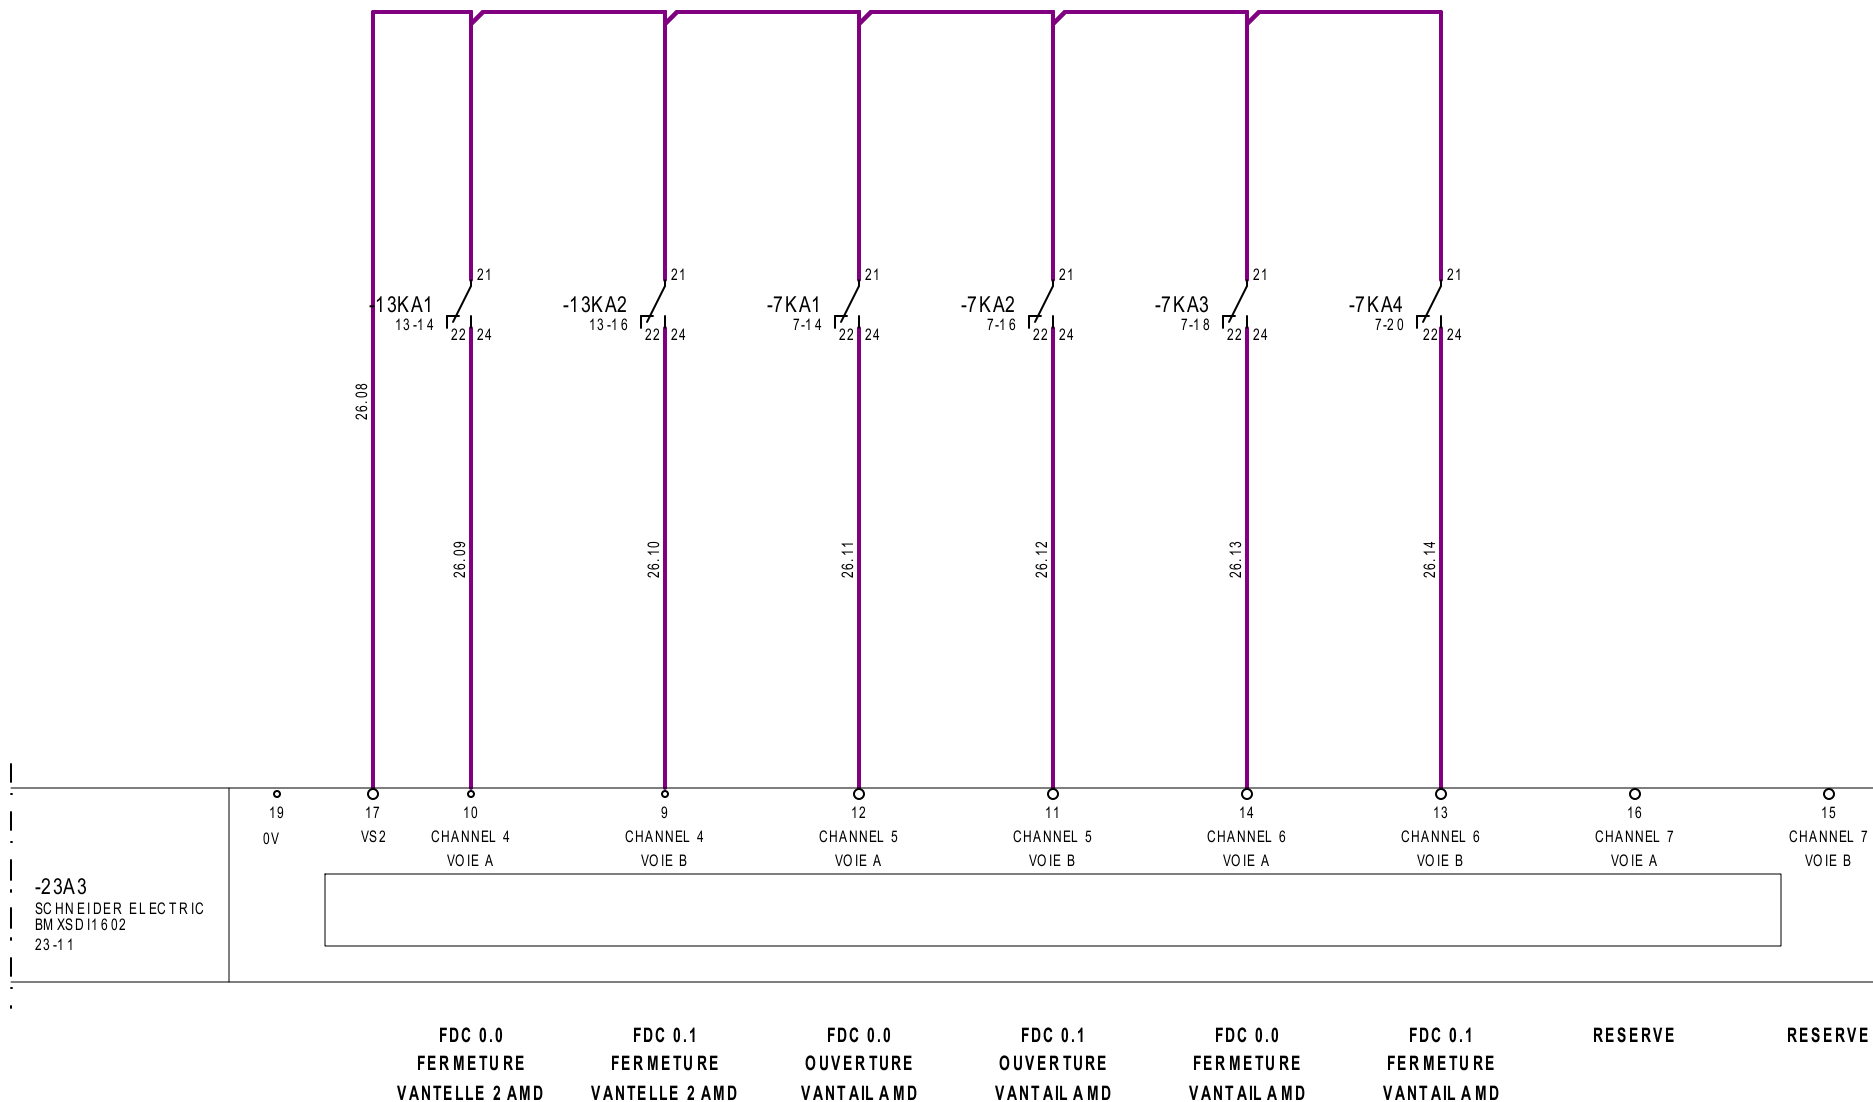 21 21 21 21 21 21
-13KA1 -13KA2 -7KA1 -7KA2 -7KA3 -7KA4
13-14 13-16 7-14 7-16 7-18 7-20
22 24 22 24 22 24 22 24 22 24 22 24
26.08
26.09 26.10 26.11 26.12 26.13 26.14
19 17 10 9 12 11 14 13 16 15
0V VS2 CHANNEL 4 CHANNEL 4 CHANNEL 5 CHANNEL 5 CHANNEL 6 CHANNEL 6 CHANNEL 7 CHANNEL 7
VOIE A VOIE B VOIE A VOIE B VOIE A VOIE B VOIE A VOIE B
-23A3
SCHNEIDER ELECTRIC
BMXSDI1602
23-11
FDC 0.0 FDC 0.1 FDC 0.0 FDC 0.1 FDC 0.0 FDC 0.1 RESERVE RESERVE
FERMETURE FERMETURE OUVERTURE OUVERTURE FERMETURE FERMETURE
VANTELLE 2 AMD VANTELLE 2 AMD VANTAIL AMD VANTAIL AMD VANTAIL AMD VANTAIL AMD